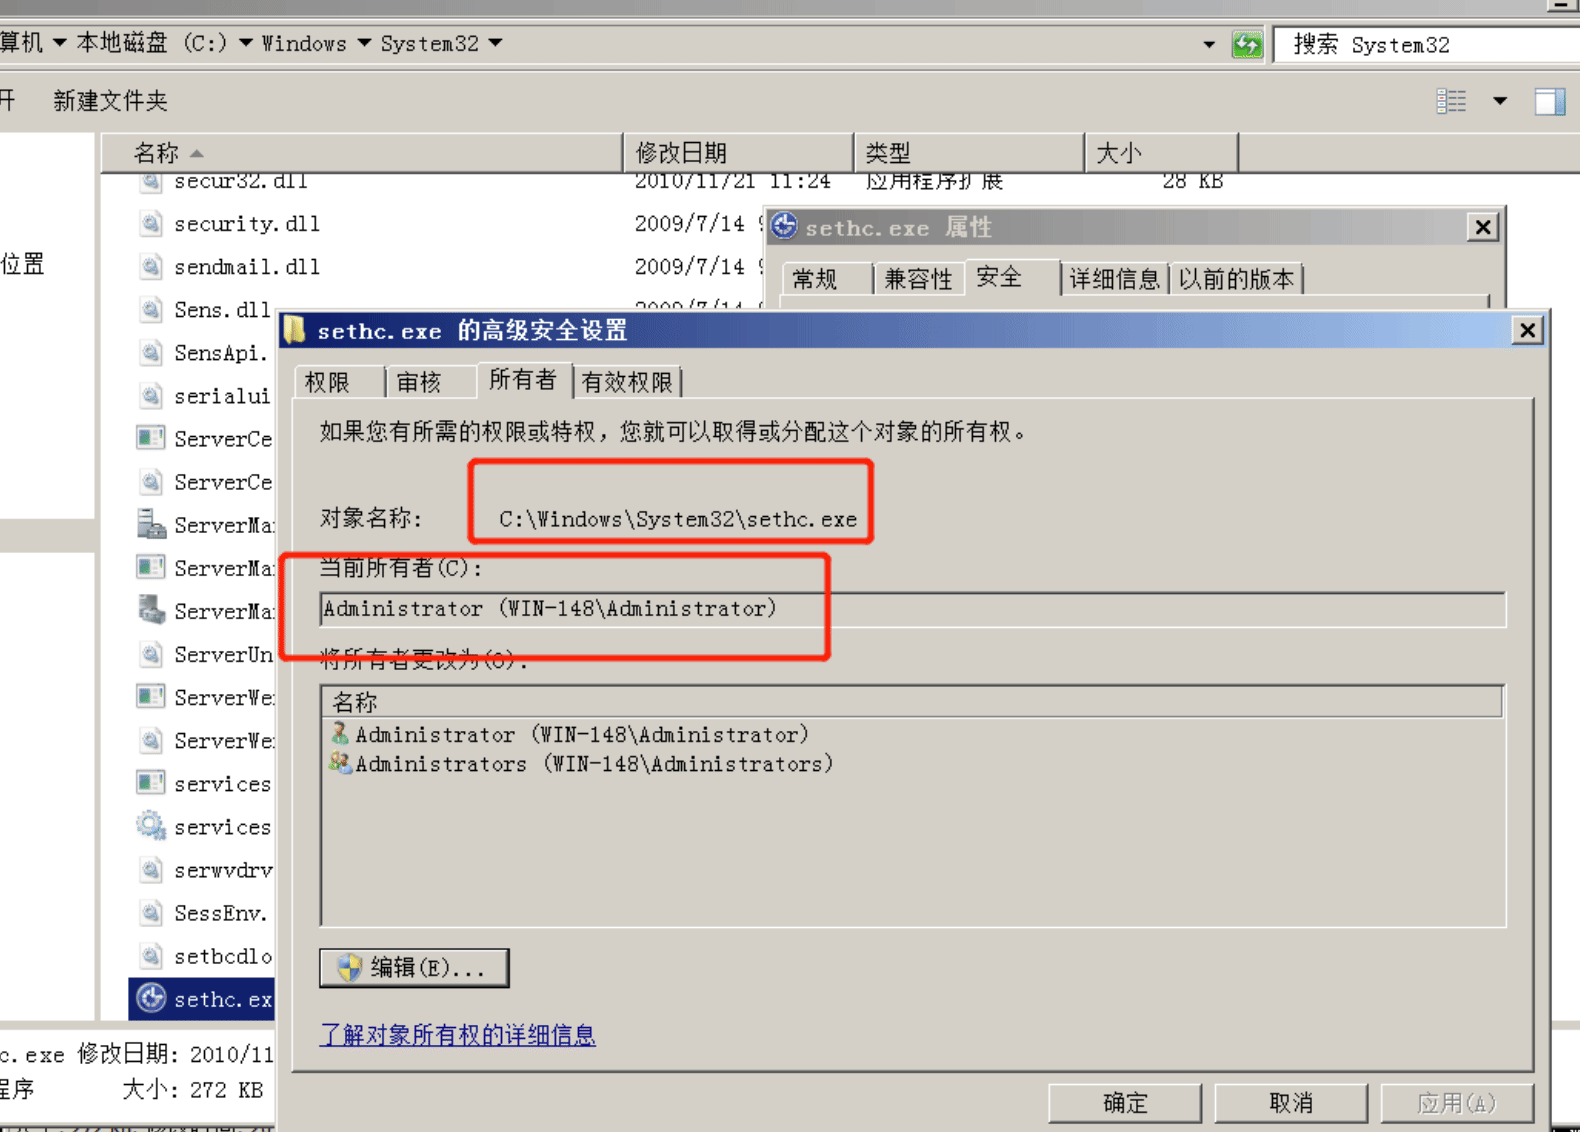 算机 本地磁盘 (C:) Windows System32
搜索 System32
开 新建文件夹
名称 修改日期 类型 大小
secur32.dll 2010/11/21 11:24 应用程序扩展 28 KB
security.dll 2009/7/14 9
sendmail.dll 2009/7/14 9
位置
Sens.dll 2009/7/14 9
SensApi.
serialui
ServerCe
ServerCe
ServerMa
ServerMa
ServerMa
ServerUn
ServerWe
ServerWe
services
services
serwvdrv
SessEnv.
setbcdlo
sethc.ex
c.exe 修改日期: 2010/11
程序 大小: 272 KB
sethc.exe 属性
常规 兼容性 安全 详细信息 以前的版本
sethc.exe 的高级安全设置
权限 审核 所有者 有效权限
如果您有所需的权限或特权，您就可以取得或分配这个对象的所有权。
对象名称: C:\Windows\System32\sethc.exe
当前所有者(C):
Administrator (WIN-148\Administrator)
将所有者更改为(O):
名称
Administrator (WIN-148\Administrator)
Administrators (WIN-148\Administrators)
编辑(E)...
了解对象所有权的详细信息
确定 取消 应用(A)